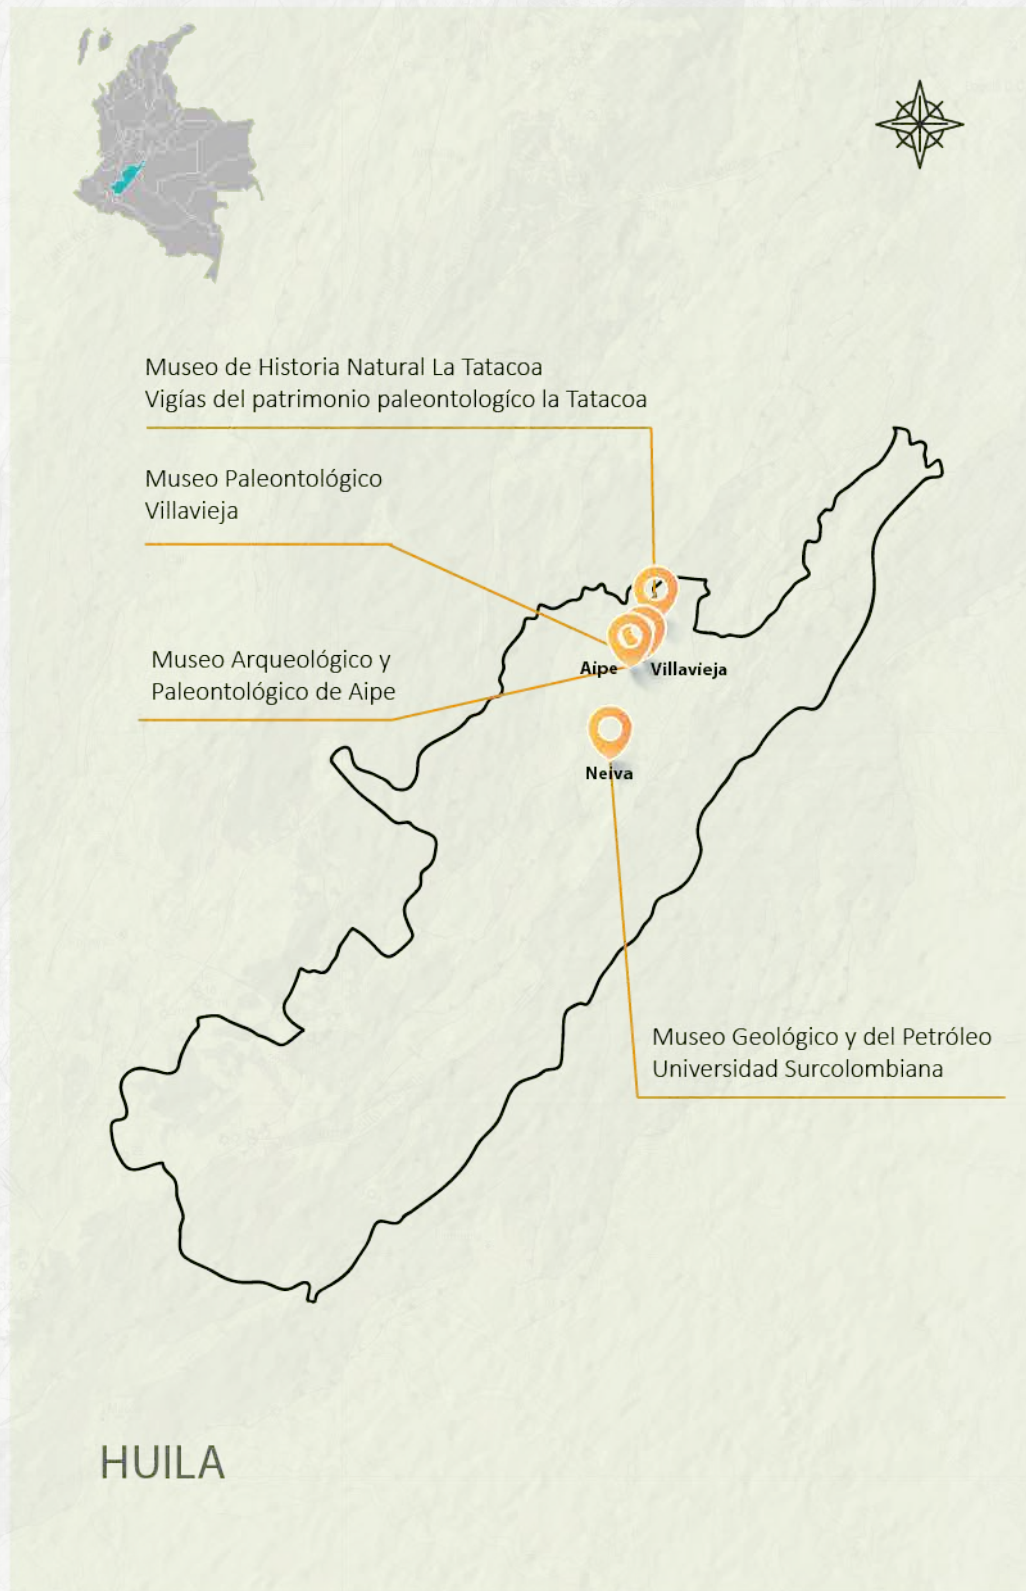 Museo de Historia Natural La Tatacoa
Vigías del patrimonio paleontologíco la Tatacoa
Museo Paleontológico
Villavieja
Museo Arqueológico y
Paleontológico de Aipe
Aípe
Villavieja
Neiva
Museo Geológico y del Petróleo
Universidad Surcolombiana
HUILA